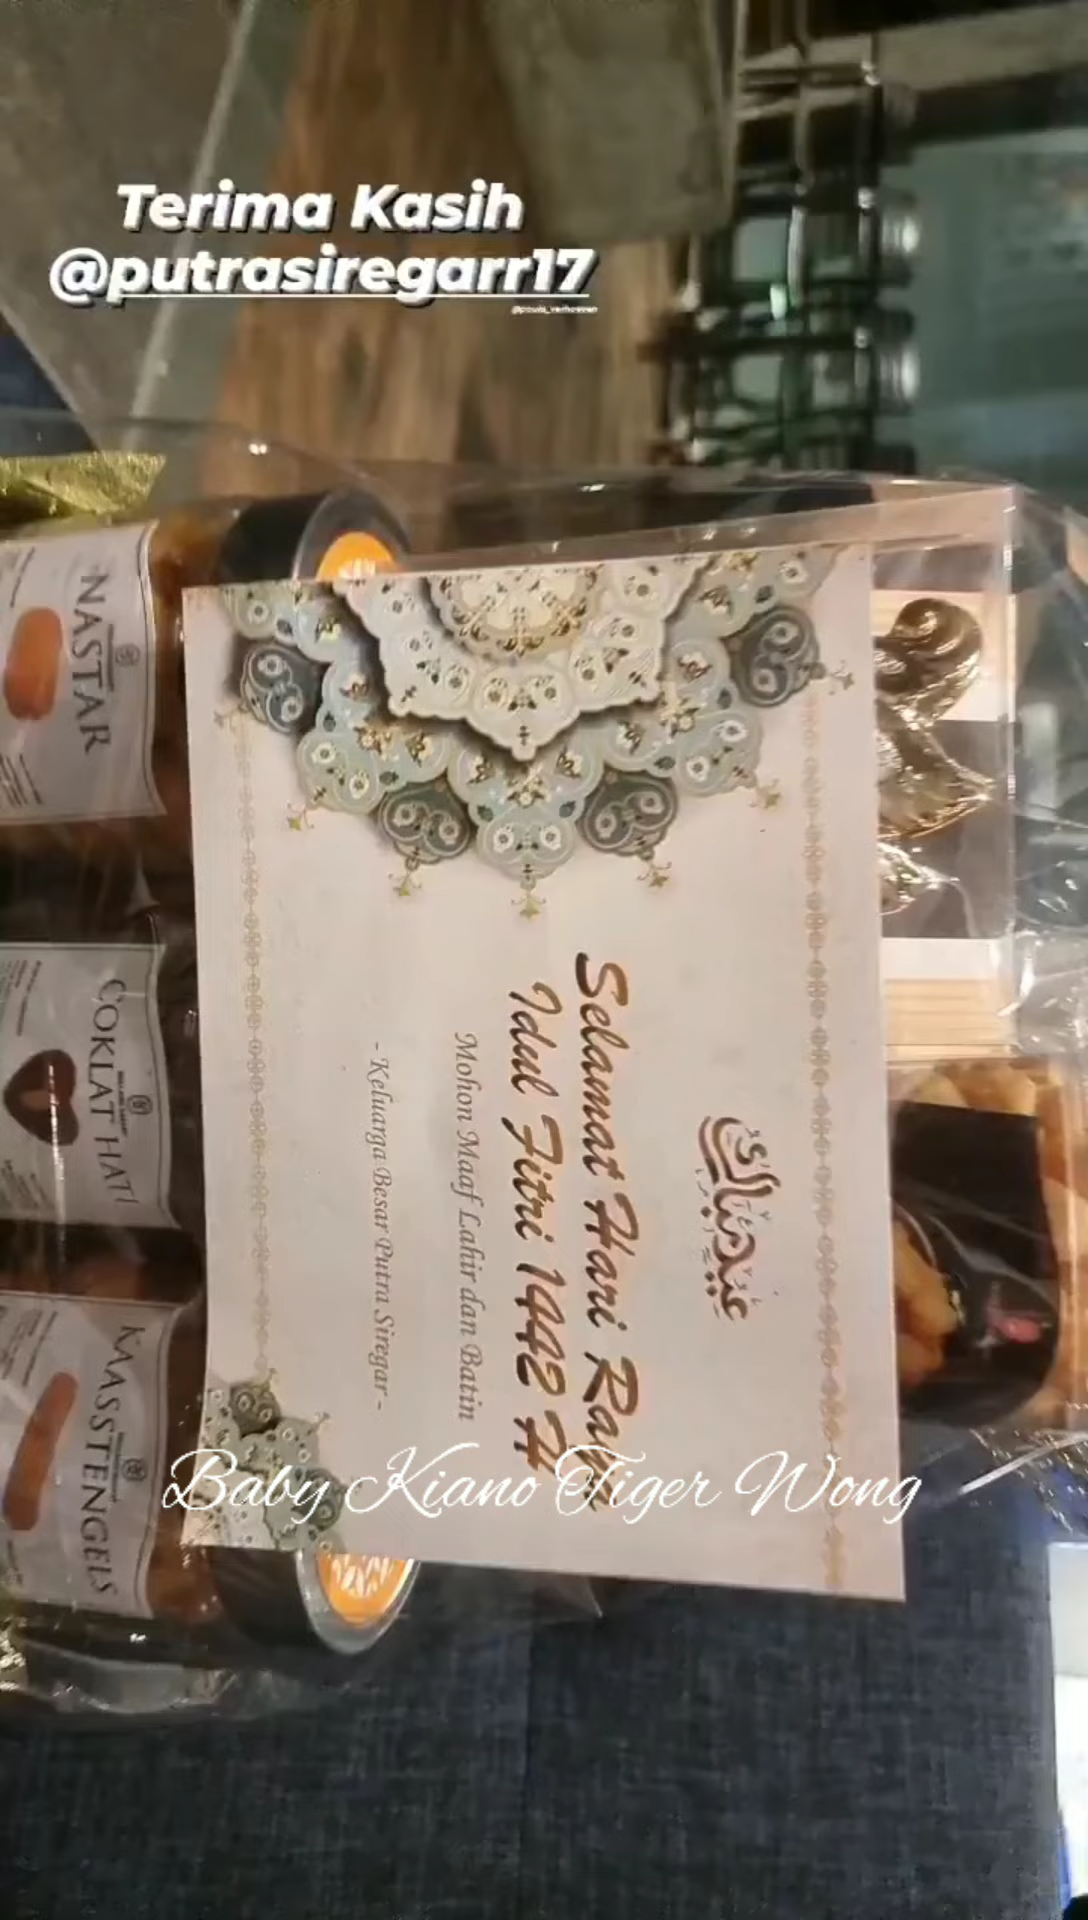 Terima Kasih
@putrasiregarr17
عيد مبارك
Selamat Hari Raya
Idul Fitri 1442 H
Mohon Maaf Lahir dan Batin
- Keluarga Besar Putra Siregar -
NASTAR
COKLAT HATI
KAASSTENGELS
Baby Kiano Tiger Wong